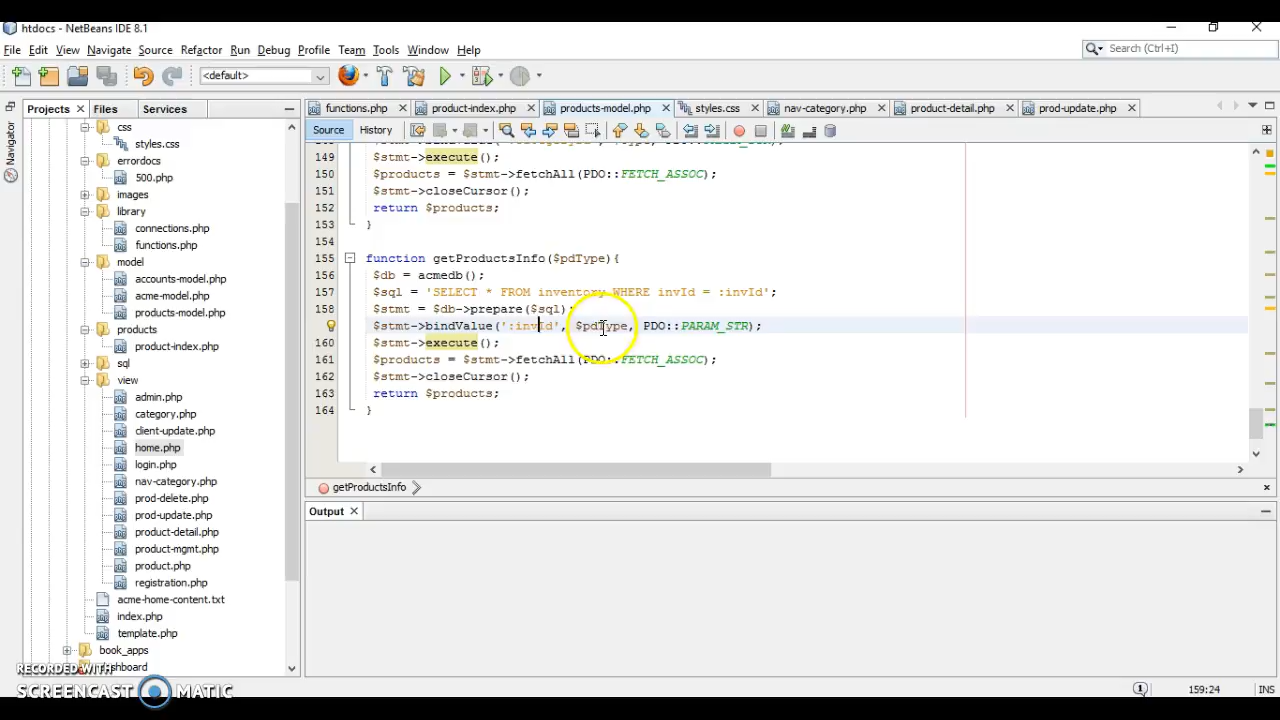 htdocs - NetBeans IDE 8.1
File Edit View Navigate Source Refactor Run Debug Profile Team Tools Window Help
Search (Ctrl+I)
<default>
Projects Files Services
functions.php product-index.php products-model.php styles.css nav-category.php product-detail.php prod-update.php
Source History
Navigator
css
styles.css
errordocs
500.php
images
library
connections.php
functions.php
model
accounts-model.php
acme-model.php
products-model.php
products
product-index.php
sql
view
admin.php
category.php
client-update.php
home.php
login.php
nav-category.php
prod-delete.php
prod-update.php
product-detail.php
product-mgmt.php
product.php
registration.php
acme-home-content.txt
index.php
template.php
book_apps
149 $stmt->execute();
150 $products = $stmt->fetchAll(PDO::FETCH_ASSOC);
151 $stmt->closeCursor();
152 return $products;
153 }
154
155 function getProductsInfo($pdType){
156 $db = acmedb();
157 $sql = 'SELECT * FROM inventory WHERE invId = :invId';
158 $stmt = $db->prepare($sql);
$stmt->bindValue(':invId', $pdType, PDO::PARAM_STR);
160 $stmt->execute();
161 $products = $stmt->fetchAll(PDO::FETCH_ASSOC);
162 $stmt->closeCursor();
163 return $products;
164 }
getProductsInfo
Output
RECORDED WITH
SCREENCAST MATIC
1
159:24 INS